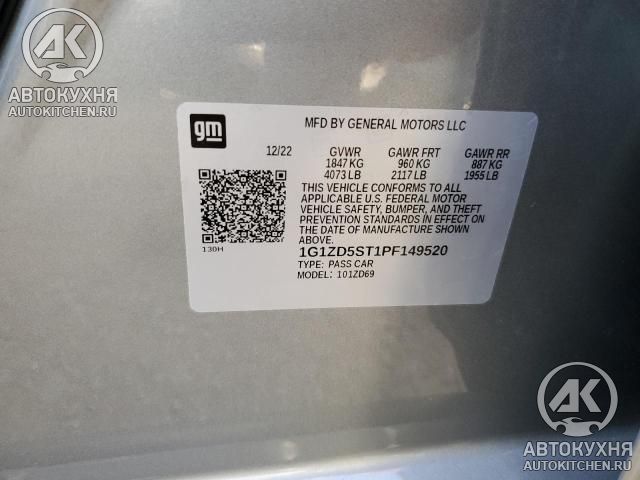 AK
АВТОКУХНЯ
AUTOKITCHEN.RU
gm
MFD BY GENERAL MOTORS LLC
12/22 GVWR GAWR FRT GAWR RR
1847 KG 960 KG 887 KG
4073 LB 2117 LB 1955 LB
THIS VEHICLE CONFORMS TO ALL
APPLICABLE U.S. FEDERAL MOTOR
VEHICLE SAFETY, BUMPER, AND THEFT
PREVENTION STANDARDS IN EFFECT ON
THE DATE OF MANUFACTURE SHOWN
ABOVE.
130H
1G1ZD5ST1PF149520
TYPE: PASS CAR
MODEL: 101ZD69
AK
АВТОКУХНЯ
AUTOKITCHEN.RU